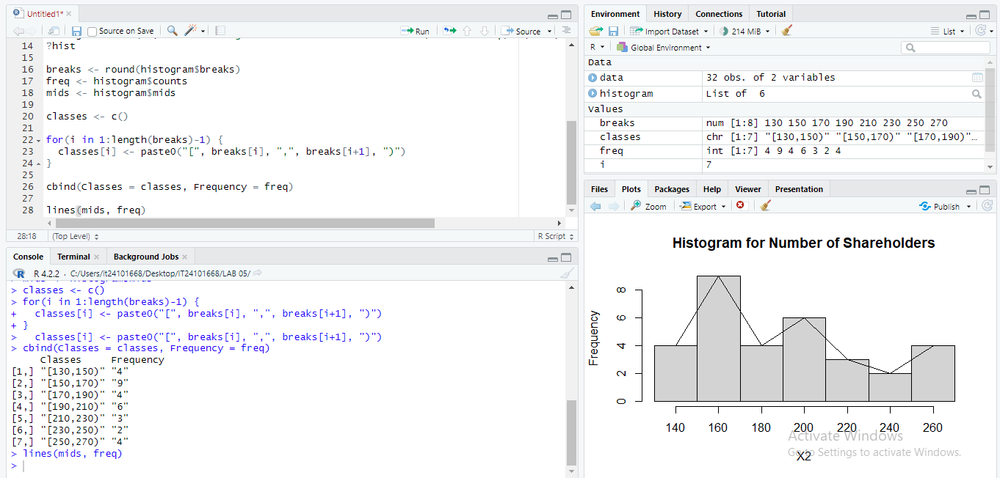 Untitled1*
Source on Save Run Source
14 ?hist
15
16 breaks <- round(histogram$breaks)
17 freq <- histogram$counts
18 mids <- histogram$mids
19
20 classes <- c()
21
22 for(i in 1:length(breaks)-1) {
23 classes[i] <- paste0("[", breaks[i], ",", breaks[i+1], ")")
24 }
25
26 cbind(Classes = classes, Frequency = freq)
27
28 lines(mids, freq)
28:18 (Top Level) R Script
Console Terminal Background Jobs
R 4.2.2 · C:/Users/it24101668/Desktop/IT24101668/LAB 05/
> classes <- c()
> for(i in 1:length(breaks)-1) {
+ classes[i] <- paste0("[", breaks[i], ",", breaks[i+1], ")")
+ }
> classes[i] <- paste0("[", breaks[i], ",", breaks[i+1], ")")
> cbind(Classes = classes, Frequency = freq)
Classes Frequency
[1,] "[130,150)" "4"
[2,] "[150,170)" "9"
[3,] "[170,190)" "4"
[4,] "[190,210)" "6"
[5,] "[210,230)" "3"
[6,] "[230,250)" "2"
[7,] "[250,270)" "4"
> lines(mids, freq)
>
Environment History Connections Tutorial
Import Dataset 214 MiB List
R Global Environment
Data
data 32 obs. of 2 variables
histogram List of 6
Values
breaks num [1:8] 130 150 170 190 210 230 250 270
classes chr [1:7] "[130,150)" "[150,170)" "[170,190)"…
freq int [1:7] 4 9 4 6 3 2 4
i 7
Files Plots Packages Help Viewer Presentation
Zoom Export Publish
Histogram for Number of Shareholders
Frequency
8
6
4
2
0
140 160 180 200 220 240 260
X2
Activate Windows
Go to Settings to activate Windows.